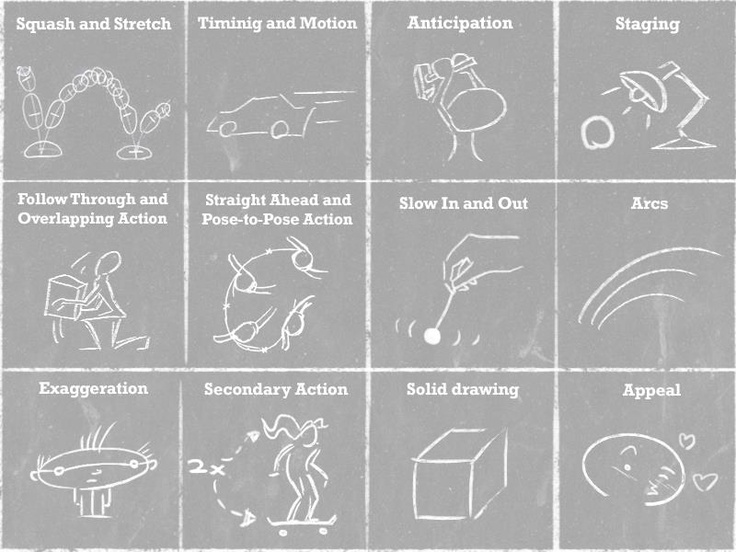 Squash and Stretch
Timinig and Motion
Anticipation
Staging
Follow Through and
Overlapping Action
Straight Ahead and
Pose-to-Pose Action
Slow In and Out
Arcs
Exaggeration
Secondary Action
Solid drawing
Appeal
2x